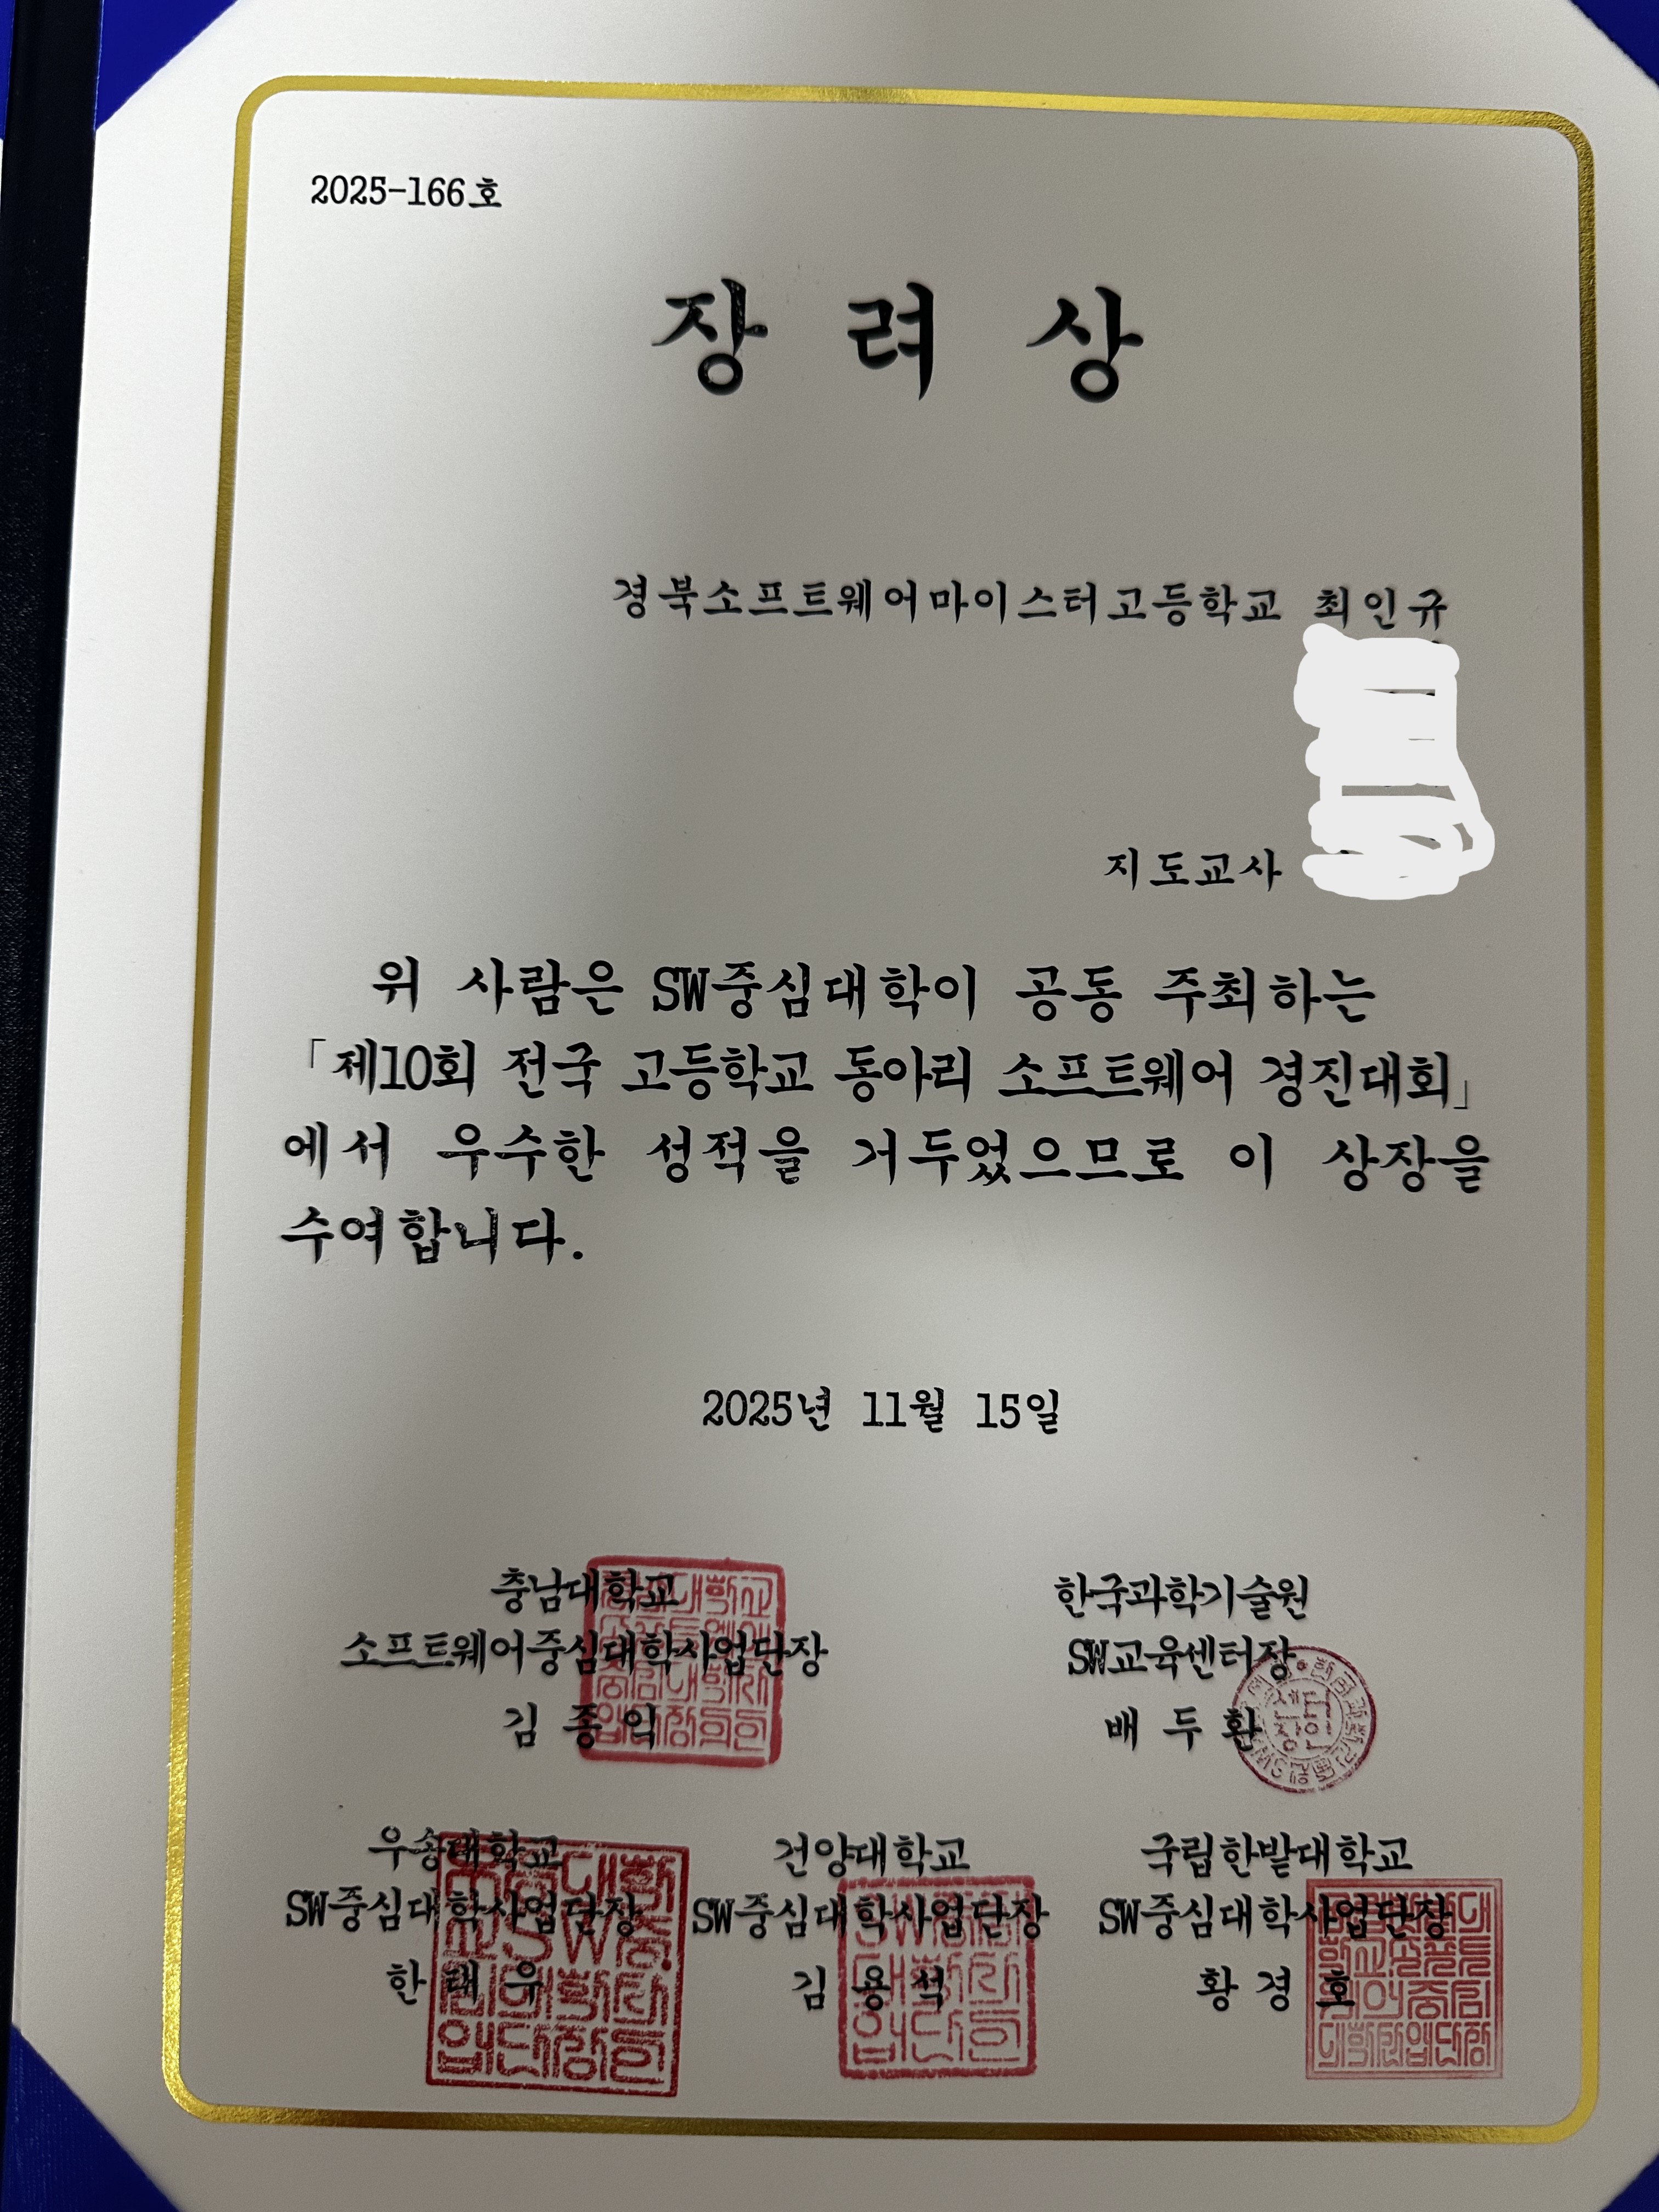 2025-166호
장 려 상
경북소프트웨어마이스터고등학교 최인규
지도교사
위 사람은 SW중심대학이 공동 주최하는
「제10회 전국 고등학교 동아리 소프트웨어 경진대회」
에서 우수한 성적을 거두었으므로 이 상장을
수여합니다.
2025년 11월 15일
충남대학교
소프트웨어중심대학사업단장
김 종 익
한국과학기술원
SW교육센터장
배 두 환
우송대학교
SW중심대학사업단장
한 태 우
건양대학교
SW중심대학사업단장
김 용 석
국립한밭대학교
SW중심대학사업단장
황 경 호